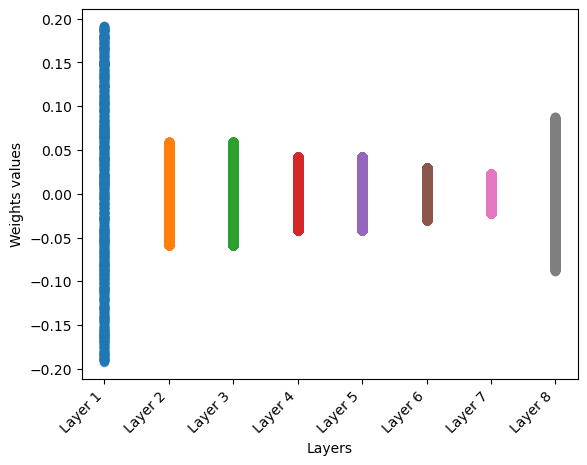 0.20
0.15
0.10
0.05
0.00
−0.05
−0.10
−0.15
−0.20
Weights values
Layer 1
Layer 2
Layer 3
Layer 4
Layer 5
Layer 6
Layer 7
Layer 8
Layers